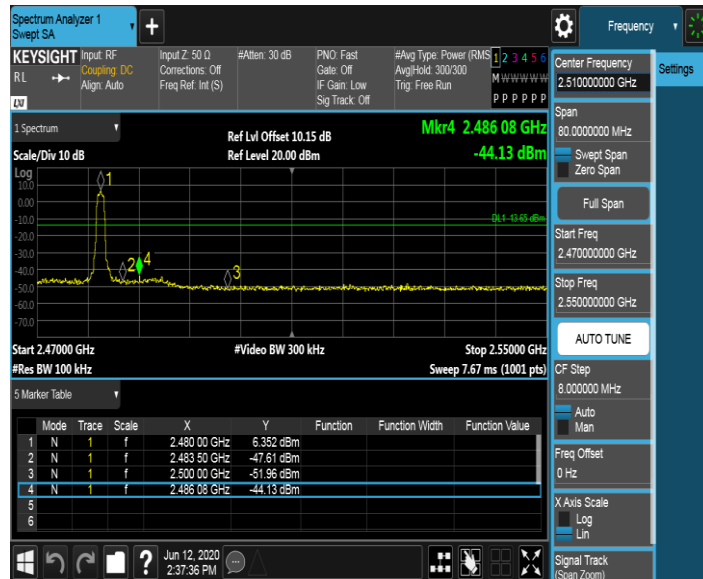 Spectrum Analyzer 1
Swept SA
+
Frequency
KEYSIGHT
RL
LXI
Input: RF
Coupling: DC
Align: Auto
Input Z: 50 Ω
Corrections: Off
Freq Ref: Int (S)
#Atten: 30 dB
PNO: Fast
Gate: Off
IF Gain: Low
Sig Track: Off
#Avg Type: Power (RMS
Avg|Hold: 300/300
Trig: Free Run
1 2 3 4 5 6
M W W W W W
P P P P P P
Center Frequency
2.510000000 GHz
Settings
Span
80.0000000 MHz
Swept Span
Zero Span
Full Span
Start Freq
2.470000000 GHz
Stop Freq
2.550000000 GHz
AUTO TUNE
CF Step
8.000000 MHz
Auto
Man
Freq Offset
0 Hz
X Axis Scale
Log
Lin
Signal Track
(Span Zoom)
1 Spectrum
Scale/Div 10 dB
Ref Lvl Offset 10.15 dB
Ref Level 20.00 dBm
Mkr4 2.486 08 GHz
-44.13 dBm
Log
10.0
0.00
-10.0
-20.0
-30.0
-40.0
-50.0
-60.0
-70.0
1
2
4
3
DL1 -13.65 dBm
Start 2.47000 GHz
#Video BW 300 kHz
Stop 2.55000 GHz
#Res BW 100 kHz
Sweep 7.67 ms (1001 pts)
5 Marker Table
Mode Trace Scale X Y Function Function Width Function Value
1 N 1 f 2.480 00 GHz 6.352 dBm
2 N 1 f 2.483 50 GHz -47.61 dBm
3 N 1 f 2.500 00 GHz -51.96 dBm
4 N 1 f 2.486 08 GHz -44.13 dBm
5
6
?
Jun 12, 2020
2:37:36 PM